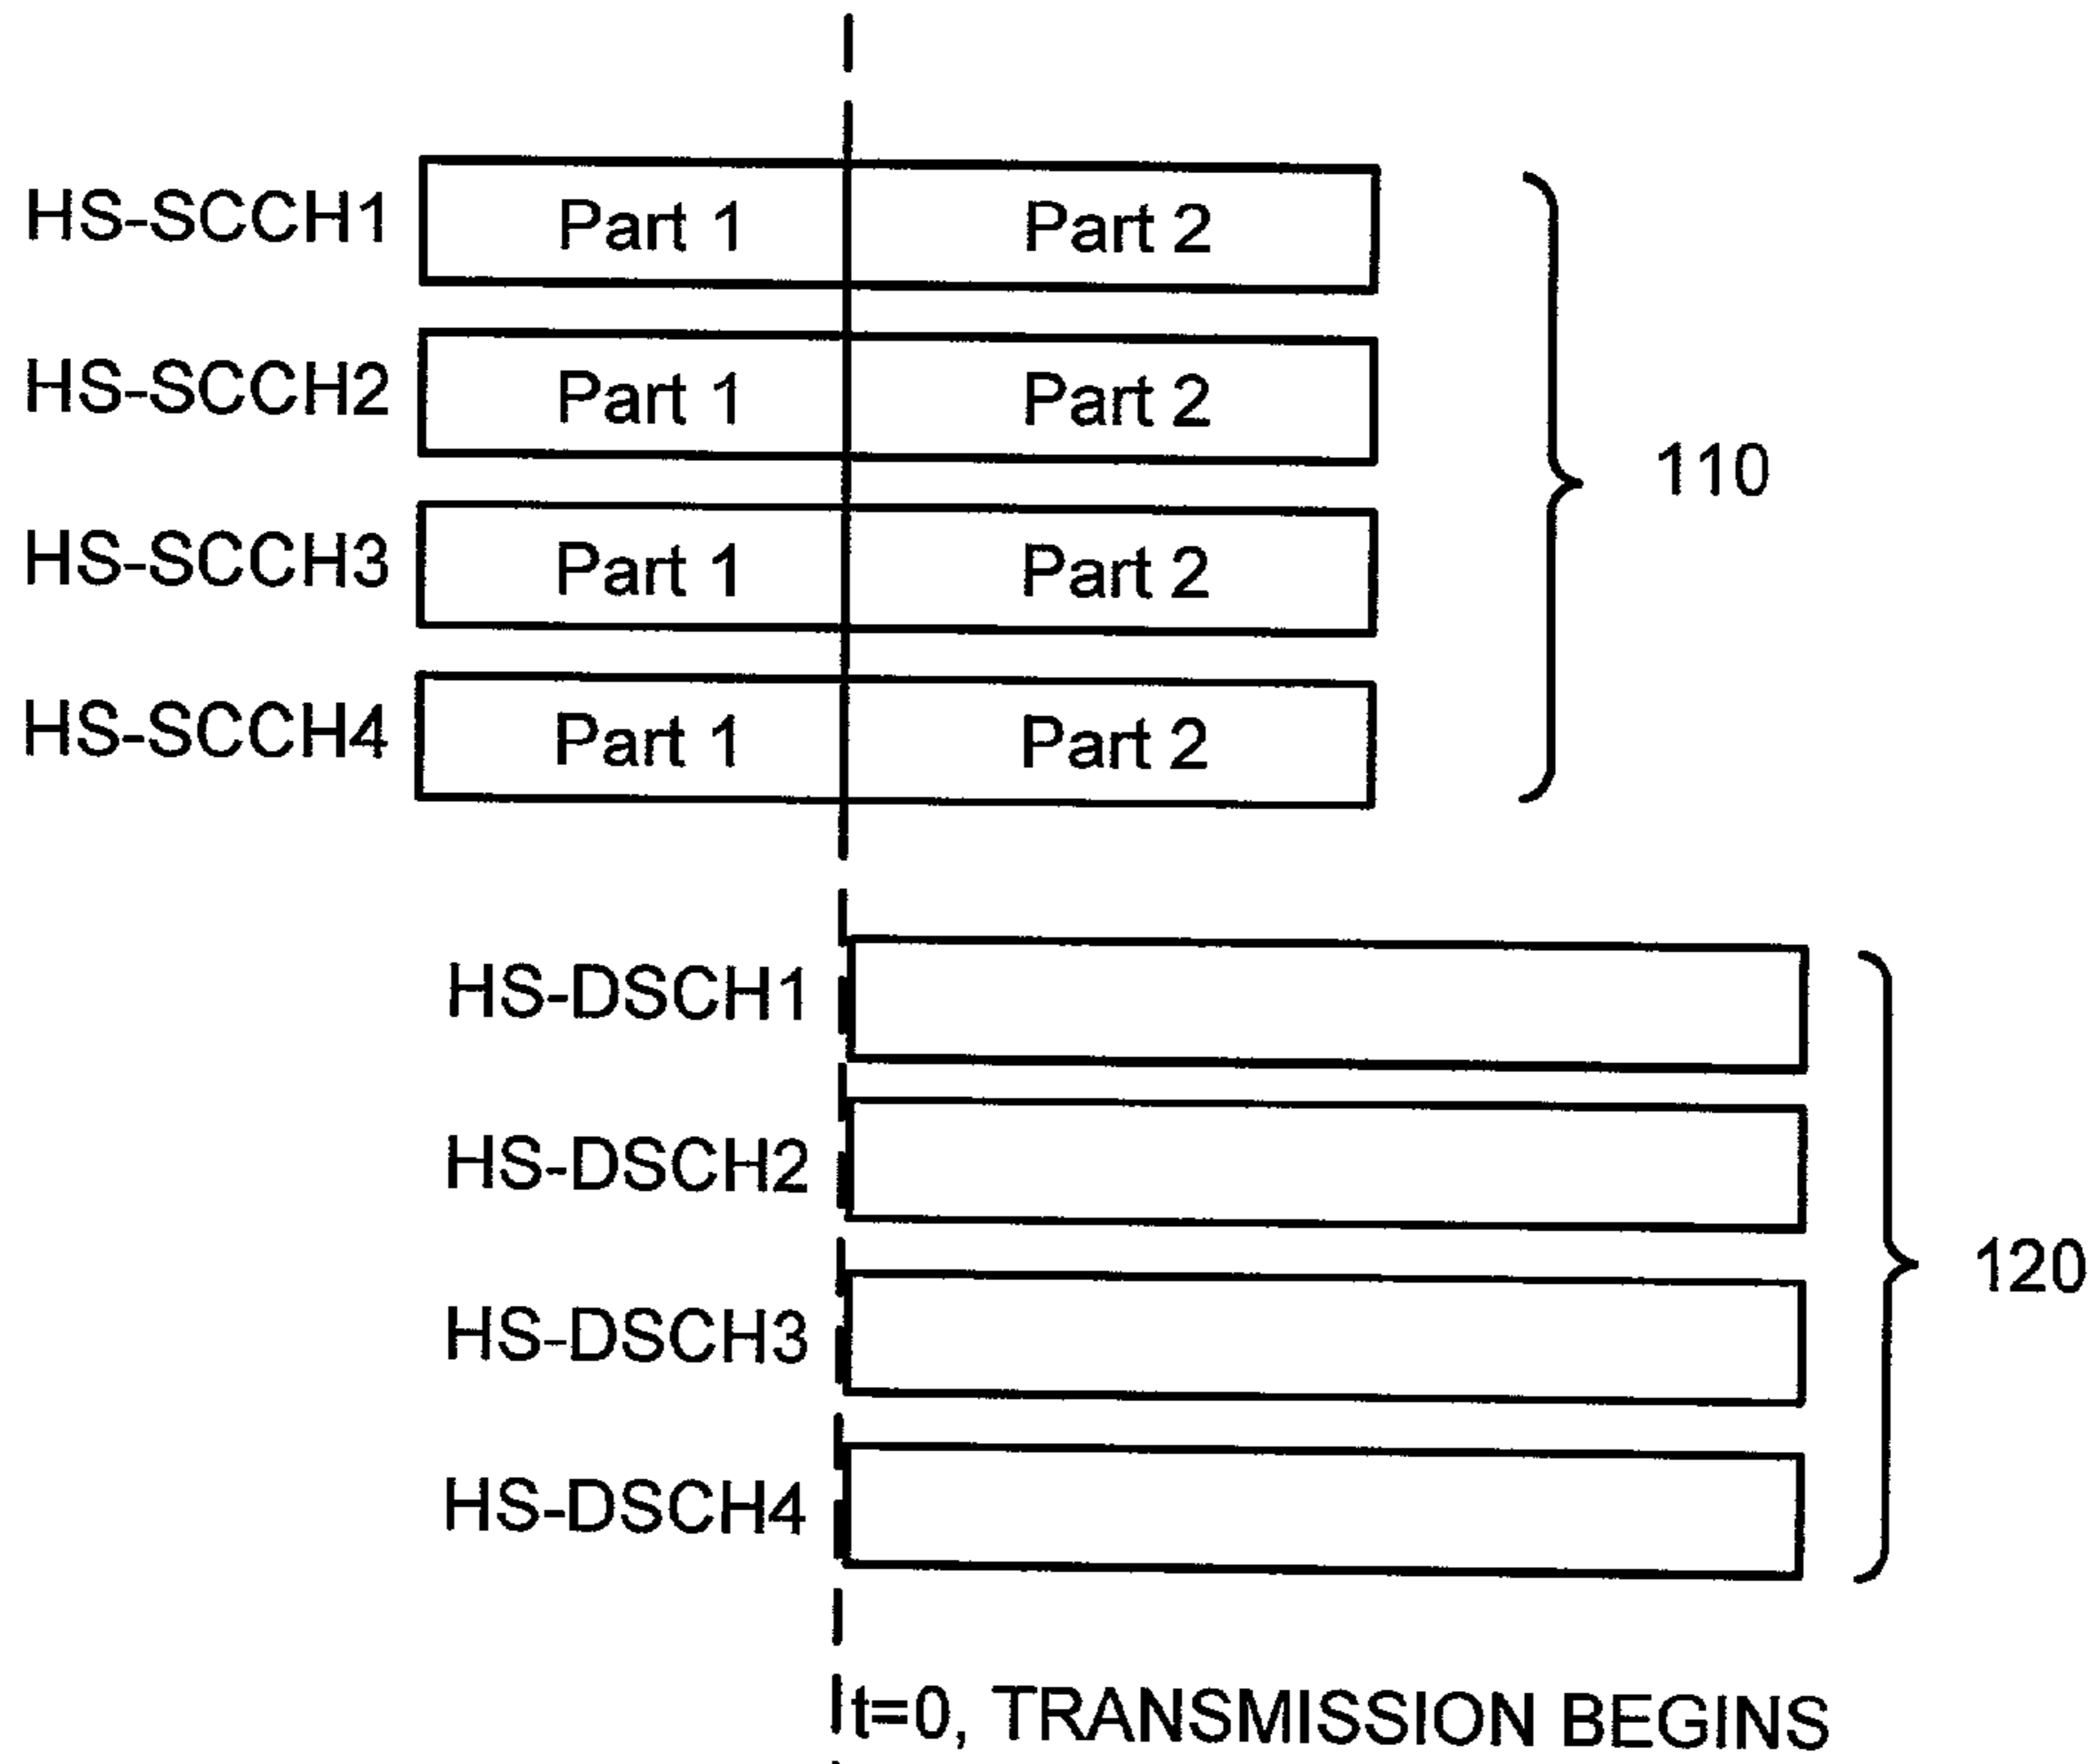 HS-SCCH1 Part 1 Part 2
HS-SCCH2 Part 1 Part 2
110
HS-SCCH3 Part 1 Part 2
HS-SCCH4 Part 1 Part 2
HS-DSCH1
HS-DSCH2
120
HS-DSCH3
HS-DSCH4
t=0, TRANSMISSION BEGINS